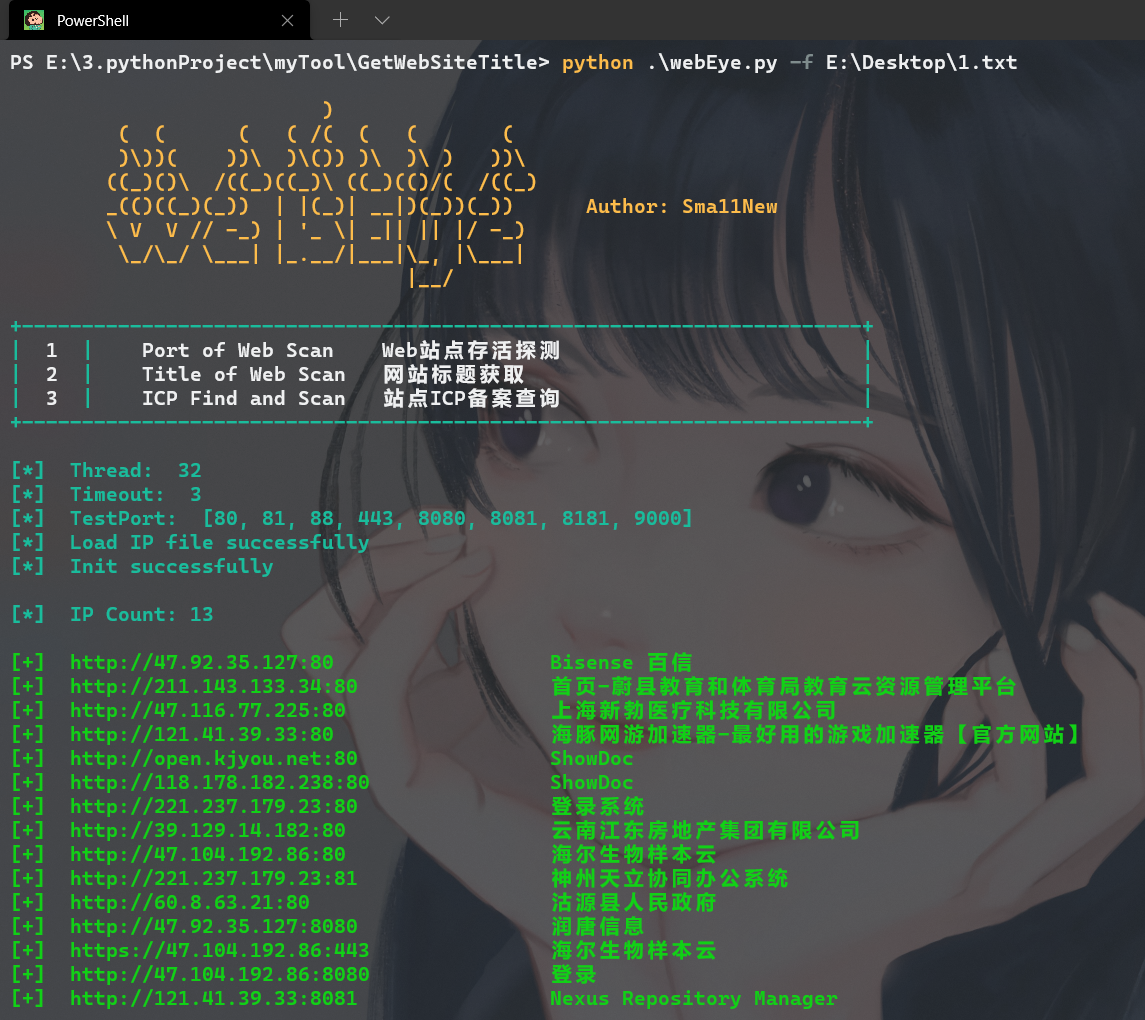 PowerShell
PS E:\3.pythonProject\myTool\GetWebSiteTitle> python .\webEye.py -f E:\Desktop\1.txt
Author: Sma11New
1 | Port of Web Scan Web站点存活探测
2 | Title of Web Scan 网站标题获取
3 | ICP Find and Scan 站点ICP备案查询
[*] Thread: 32
[*] Timeout: 3
[*] TestPort: [80, 81, 88, 443, 8080, 8081, 8181, 9000]
[*] Load IP file successfully
[*] Init successfully
[*] IP Count: 13
[+] http://47.92.35.127:80 Bisense 百信
[+] http://211.143.133.34:80 首页-蔚县教育和体育局教育云资源管理平台
[+] http://47.116.77.225:80 上海新勃医疗科技有限公司
[+] http://121.41.39.33:80 海豚网游加速器-最好用的游戏加速器【官方网站】
[+] http://open.kjyou.net:80 ShowDoc
[+] http://118.178.182.238:80 ShowDoc
[+] http://221.237.179.23:80 登录系统
[+] http://39.129.14.182:80 云南江东房地产集团有限公司
[+] http://47.104.192.86:80 海尔生物样本云
[+] http://221.237.179.23:81 神州天立协同办公系统
[+] http://60.8.63.21:80 沽源县人民政府
[+] http://47.92.35.127:8080 润唐信息
[+] https://47.104.192.86:443 海尔生物样本云
[+] http://47.104.192.86:8080 登录
[+] http://121.41.39.33:8081 Nexus Repository Manager